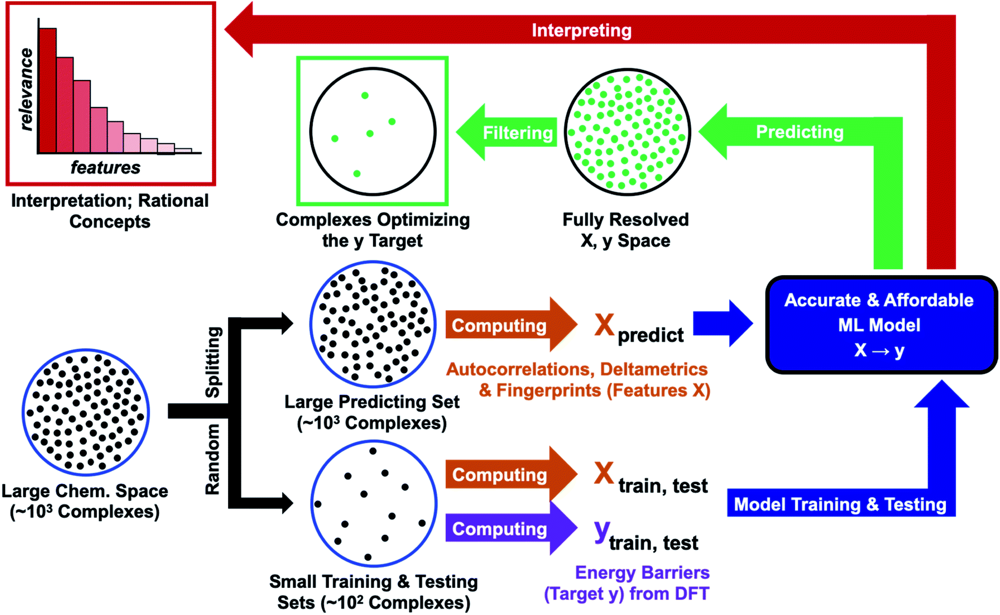 Interpreting
relevance
features
Interpretation; Rational
Concepts
Filtering
Predicting
Complexes Optimizing
the y Target
Fully Resolved
X, y Space
Accurate & Affordable
ML Model
X → y
Large Chem. Space
(~10³ Complexes)
Random Splitting
Large Predicting Set
(~10³ Complexes)
Computing
X predict
Autocorrelations, Deltametrics
& Fingerprints (Features X)
Small Training & Testing
Sets (~10² Complexes)
Computing
X train, test
Computing
y train, test
Energy Barriers
(Target y) from DFT
Model Training & Testing